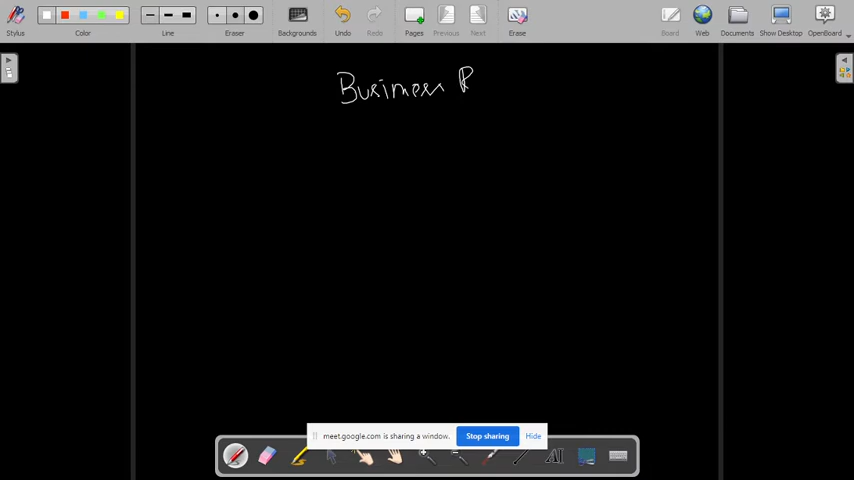 Stylus
Color
Line
Eraser
Backgrounds
Undo
Redo
Pages
Previous
Next
Erase
Board
Web
Documents
Show Desktop
OpenBoard
Business R
meet.google.com is sharing a window. Stop sharing Hide
AI